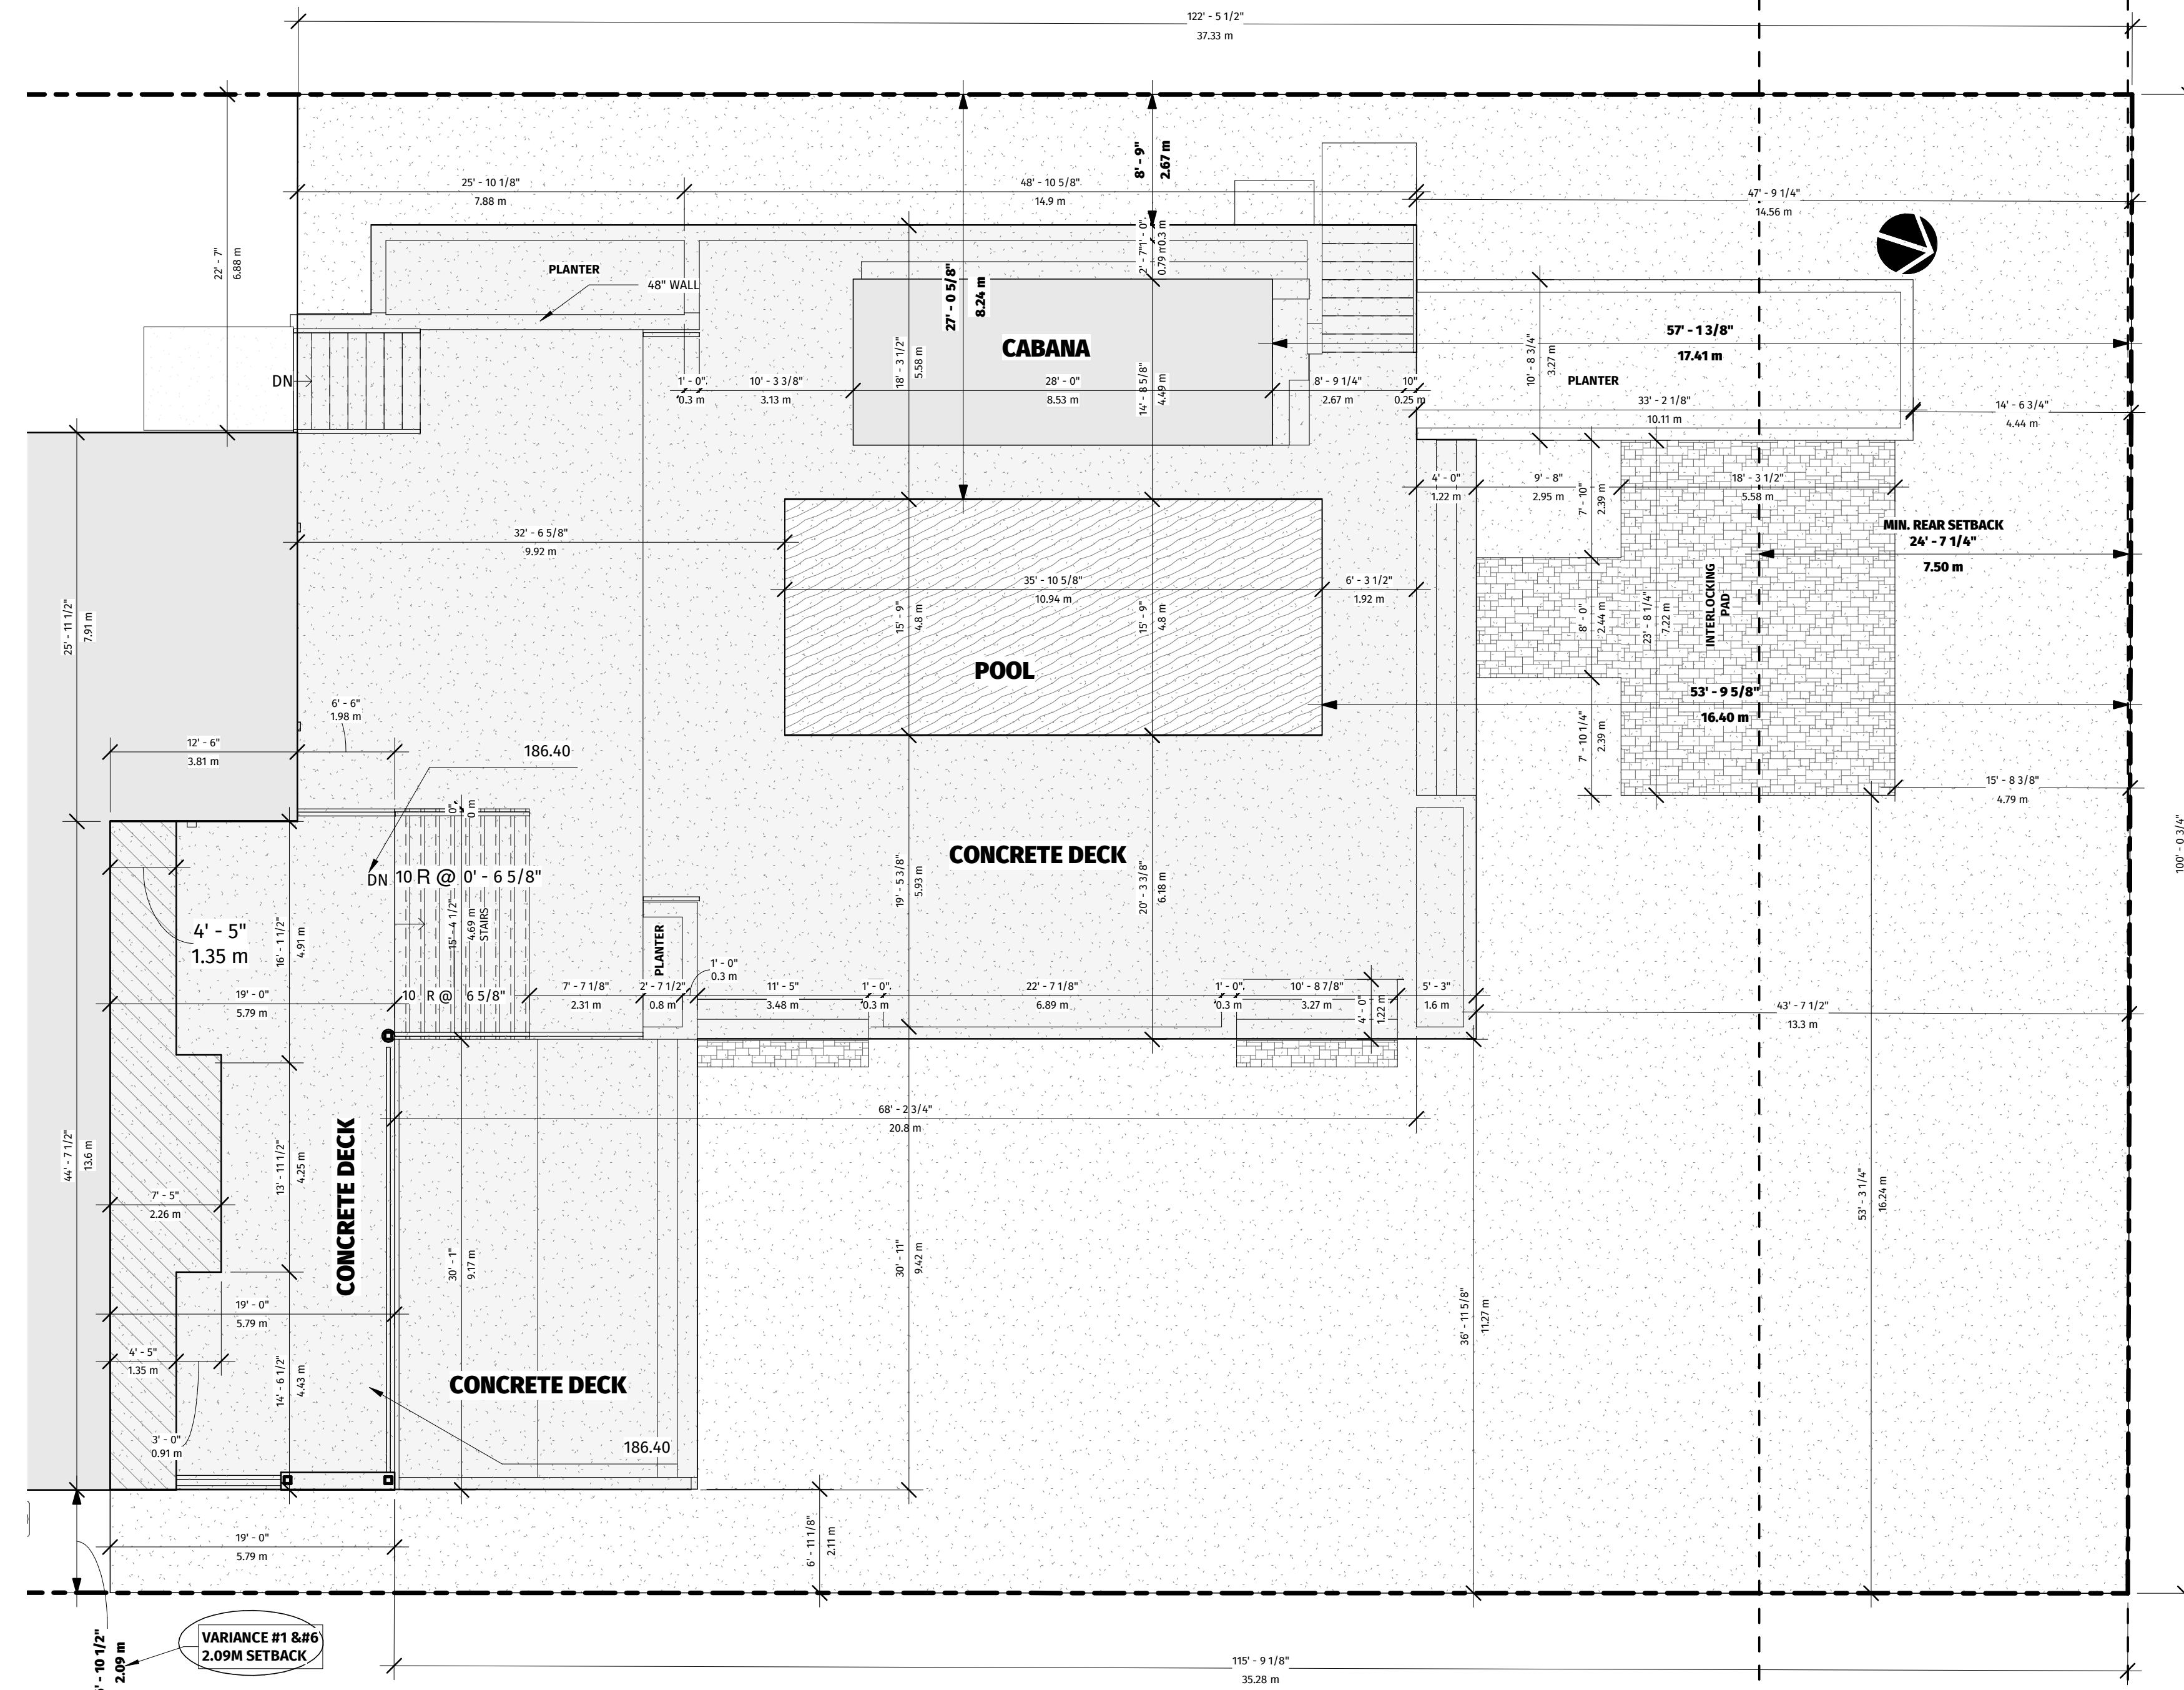 122' - 5 1/2"
37.33 m
8' - 9"
2.67 m
25' - 10 1/8"
7.88 m
48' - 10 5/8"
14.9 m
47' - 9 1/4"
14.56 m
22' - 7"
6.88 m
PLANTER
48" WALL
27' - 0 5/8"
8.24 m
1' - 0"
0.3 m
2' - 7"
0.79 m
CABANA
18' - 3 1/2"
5.58 m
14' - 8 5/8"
4.49 m
10' - 8 3/4"
3.27 m
57' - 1 3/8"
17.41 m
PLANTER
DN
1' - 0"
0.3 m
10' - 3 3/8"
3.13 m
28' - 0"
8.53 m
8' - 9 1/4"
2.67 m
10"
0.25 m
33' - 2 1/8"
10.11 m
14' - 6 3/4"
4.44 m
4' - 0"
1.22 m
9' - 8"
2.95 m
7' - 10"
2.39 m
18' - 3 1/2"
5.58 m
MIN. REAR SETBACK
24' - 7 1/4"
7.50 m
32' - 6 5/8"
9.92 m
35' - 10 5/8"
10.94 m
6' - 3 1/2"
1.92 m
15' - 9"
4.8 m
15' - 9"
4.8 m
8' - 0"
2.44 m
23' - 8 1/4"
7.22 m
INTERLOCKING
PAD
25' - 11 1/2"
7.91 m
POOL
53' - 9 5/8"
16.40 m
6' - 6"
1.98 m
12' - 6"
3.81 m
186.40
7' - 10 1/4"
2.39 m
15' - 8 3/8"
4.79 m
0"
0 m
100' - 0 3/4"
CONCRETE DECK
DN
10 R @ 0' - 6 5/8"
19' - 5 3/8"
5.93 m
20' - 3 3/8"
6.18 m
4' - 5"
1.35 m
16' - 1 1/2"
4.91 m
15' - 4 1/2"
4.69 m
STAIRS
PLANTER
1' - 0"
0.3 m
19' - 0"
5.79 m
10 R @ 6 5/8"
7' - 7 1/8"
2.31 m
2' - 7 1/2"
0.8 m
11' - 5"
3.48 m
1' - 0"
0.3 m
22' - 7 1/8"
6.89 m
1' - 0"
0.3 m
10' - 8 7/8"
3.27 m
4' - 0"
1.22 m
5' - 3"
1.6 m
43' - 7 1/2"
13.3 m
68' - 2 3/4"
20.8 m
44' - 7 1/2"
13.6 m
7' - 5"
2.26 m
13' - 11 1/2"
4.25 m
CONCRETE DECK
30' - 1"
9.17 m
30' - 11"
9.42 m
53' - 3 1/4"
16.24 m
36' - 11 5/8"
11.27 m
19' - 0"
5.79 m
4' - 5"
1.35 m
14' - 6 1/2"
4.43 m
CONCRETE DECK
3' - 0"
0.91 m
186.40
19' - 0"
5.79 m
6' - 11 1/8"
2.11 m
' - 10 1/2"
2.09 m
VARIANCE #1 &#6
2.09M SETBACK
115' - 9 1/8"
35.28 m